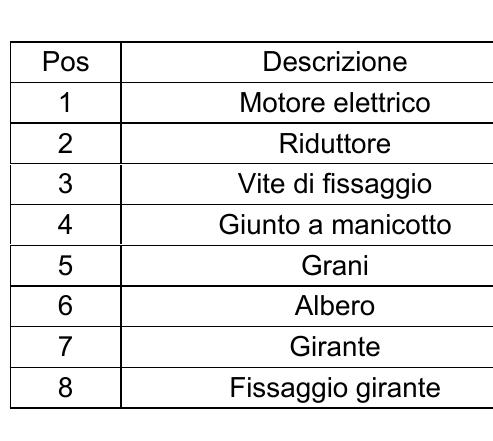 Pos Descrizione
1 Motore elettrico
2 Riduttore
3 Vite di fissaggio
4 Giunto a manicotto
5 Grani
6 Albero
7 Girante
8 Fissaggio girante